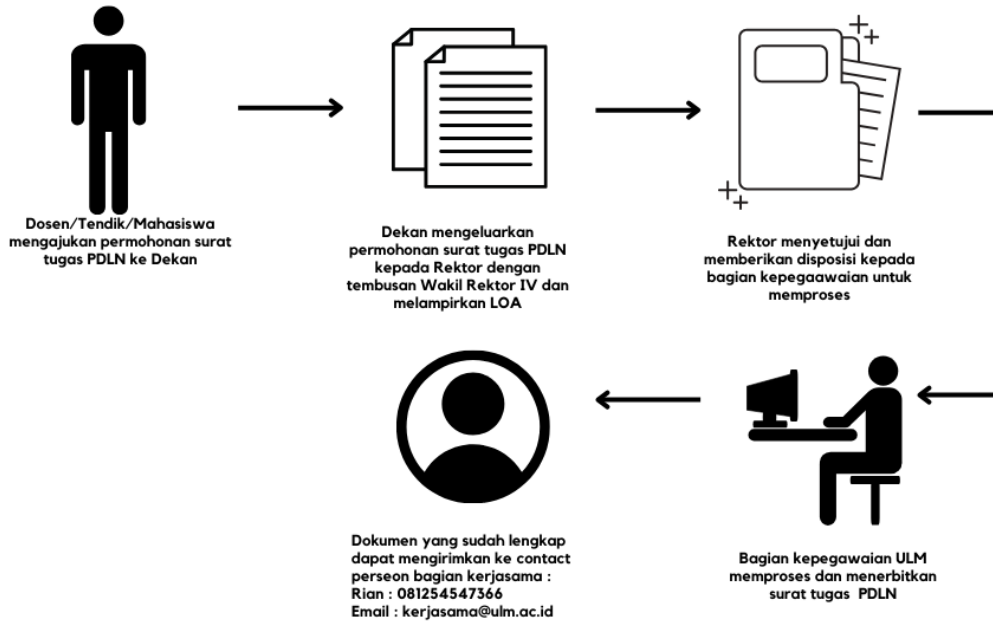 Dosen/Tendik/Mahasiswa
mengajukan permohonan surat
tugas PDLN ke Dekan
Dekan mengeluarkan
permohonan surat tugas PDLN
kepada Rektor dengan
tembusan Wakil Rektor IV dan
melampirkan LOA
Rektor menyetujui dan
memberikan disposisi kepada
bagian kepegaawaian untuk
memproses
Bagian kepegawaian ULM
memproses dan menerbitkan
surat tugas PDLN
Dokumen yang sudah lengkap
dapat mengirimkan ke contact
perseon bagian kerjasama :
Rian : 081254547366
Email : kerjasama@ulm.ac.id